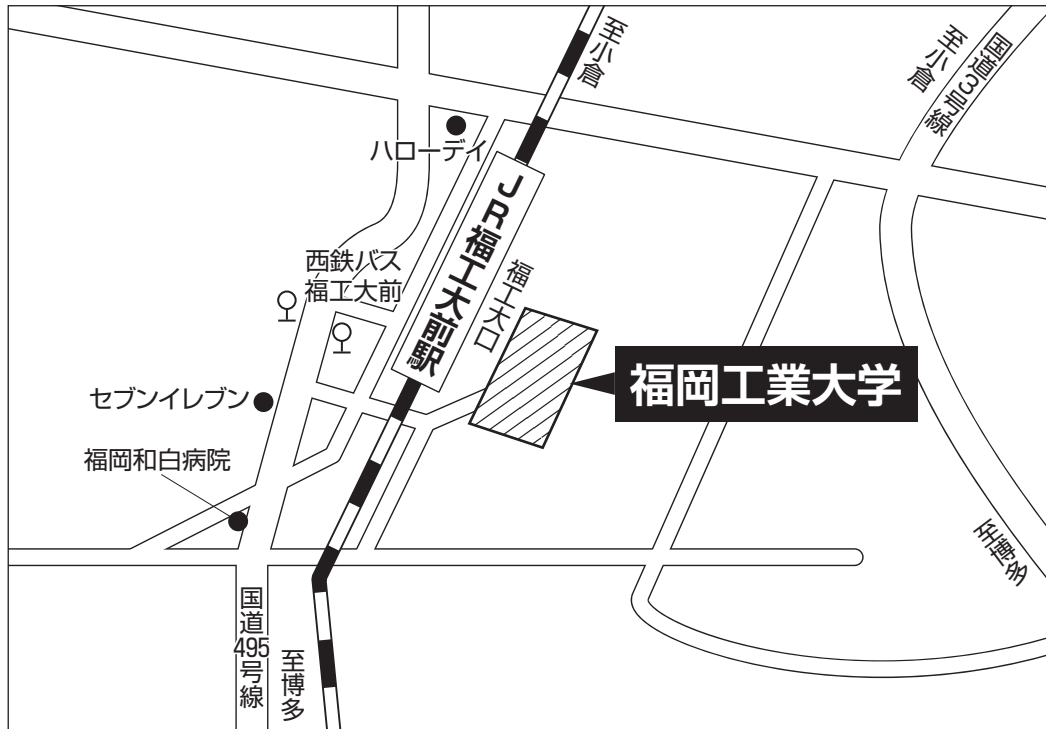 至小倉
至小倉
国道3号線
ハローデイ
JR福工大前駅
福工大口
西鉄バス
福工大前
福岡工業大学
セブンイレブン
福岡和白病院
至博多
国道
495
号線
至博多